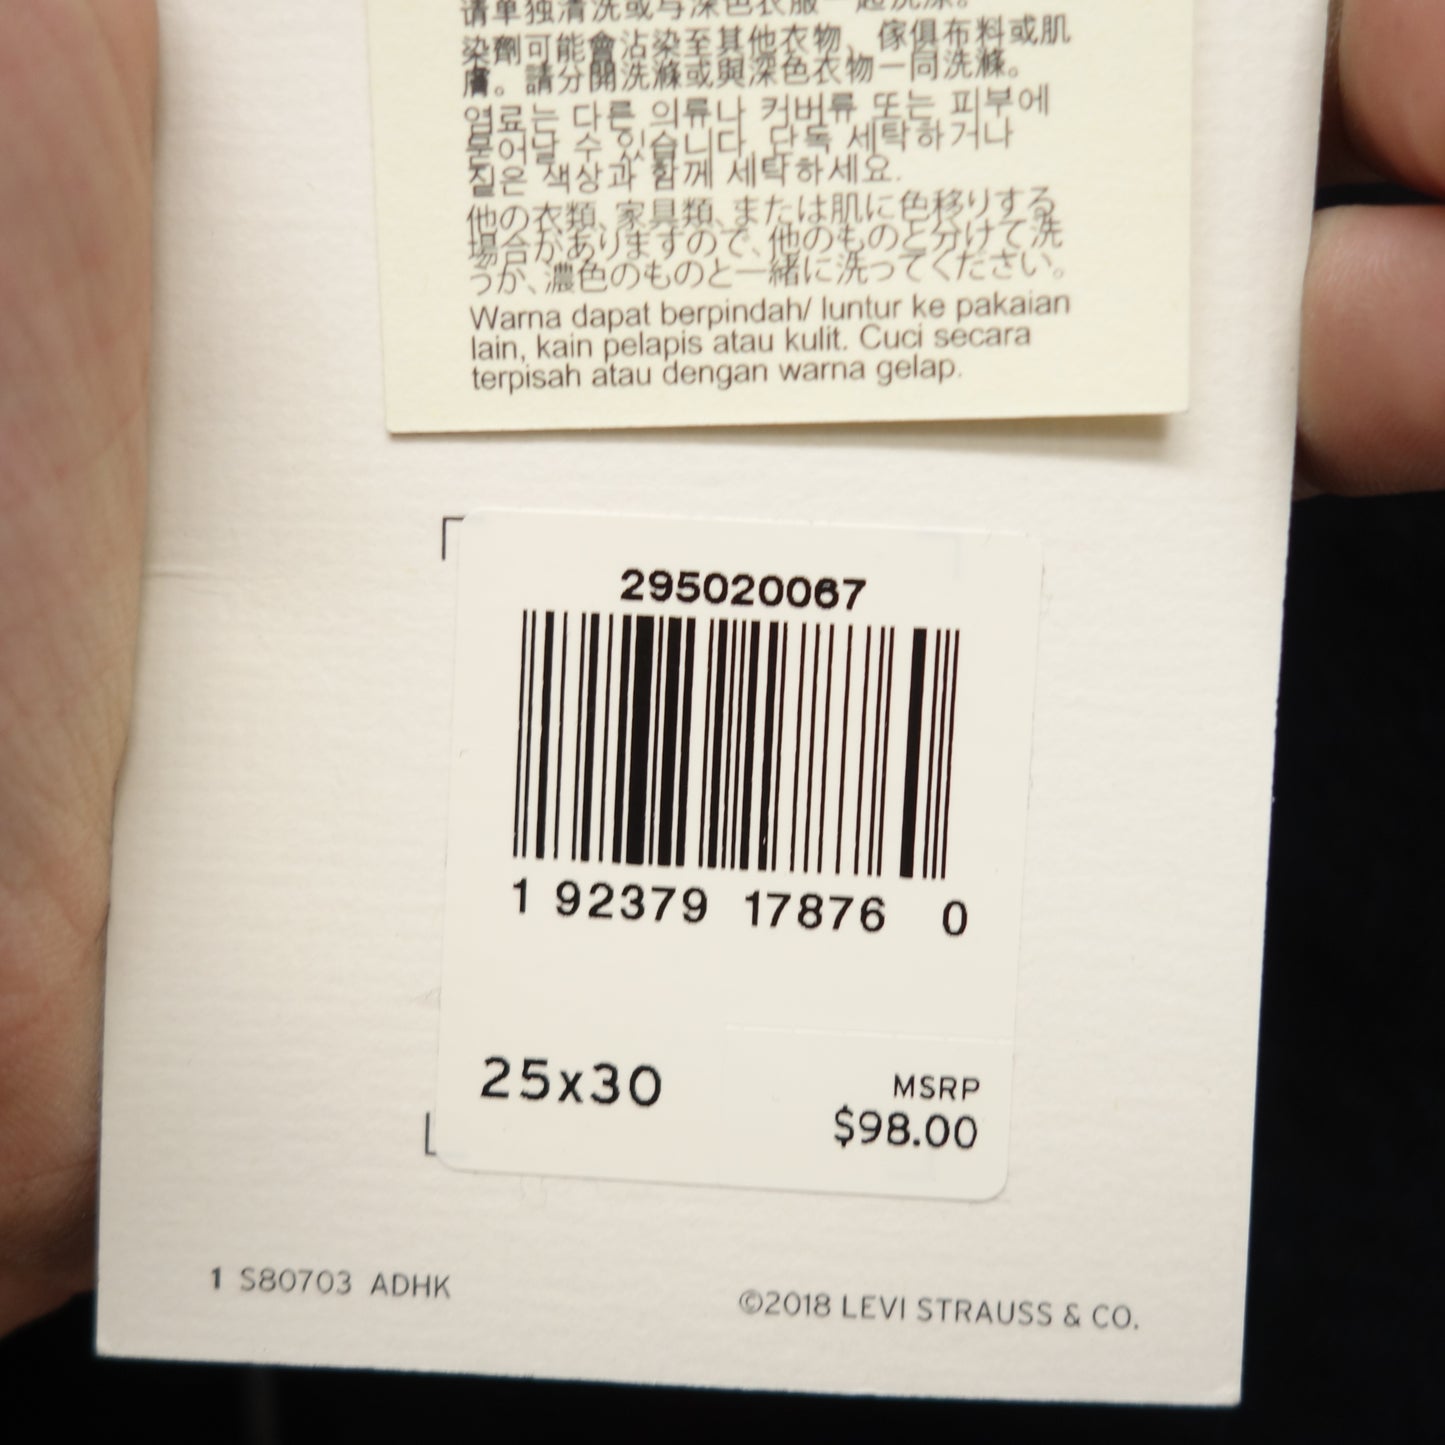 请单独清洗或与深色衣服一起洗涤。
染劑可能會沾染至其他衣物、傢俱布料或肌
膚。請分開洗滌或與深色衣物一同洗滌。
염료는 다른 의류나 커버류 또는 피부에
묻어날 수 있습니다. 단독 세탁하거나
짙은 색상과 함께 세탁하세요.
他の衣類、家具類、または肌に色移りする
場合がありますので、他のものと分けて洗
うか、濃色のものと一緒に洗ってください。
Warna dapat berpindah/ luntur ke pakaian
lain, kain pelapis atau kulit. Cuci secara
terpisah atau dengan warna gelap.
295020067
1 92379 17876 0
25x30
MSRP
$98.00
1 S80703 ADHK
©2018 LEVI STRAUSS & CO.